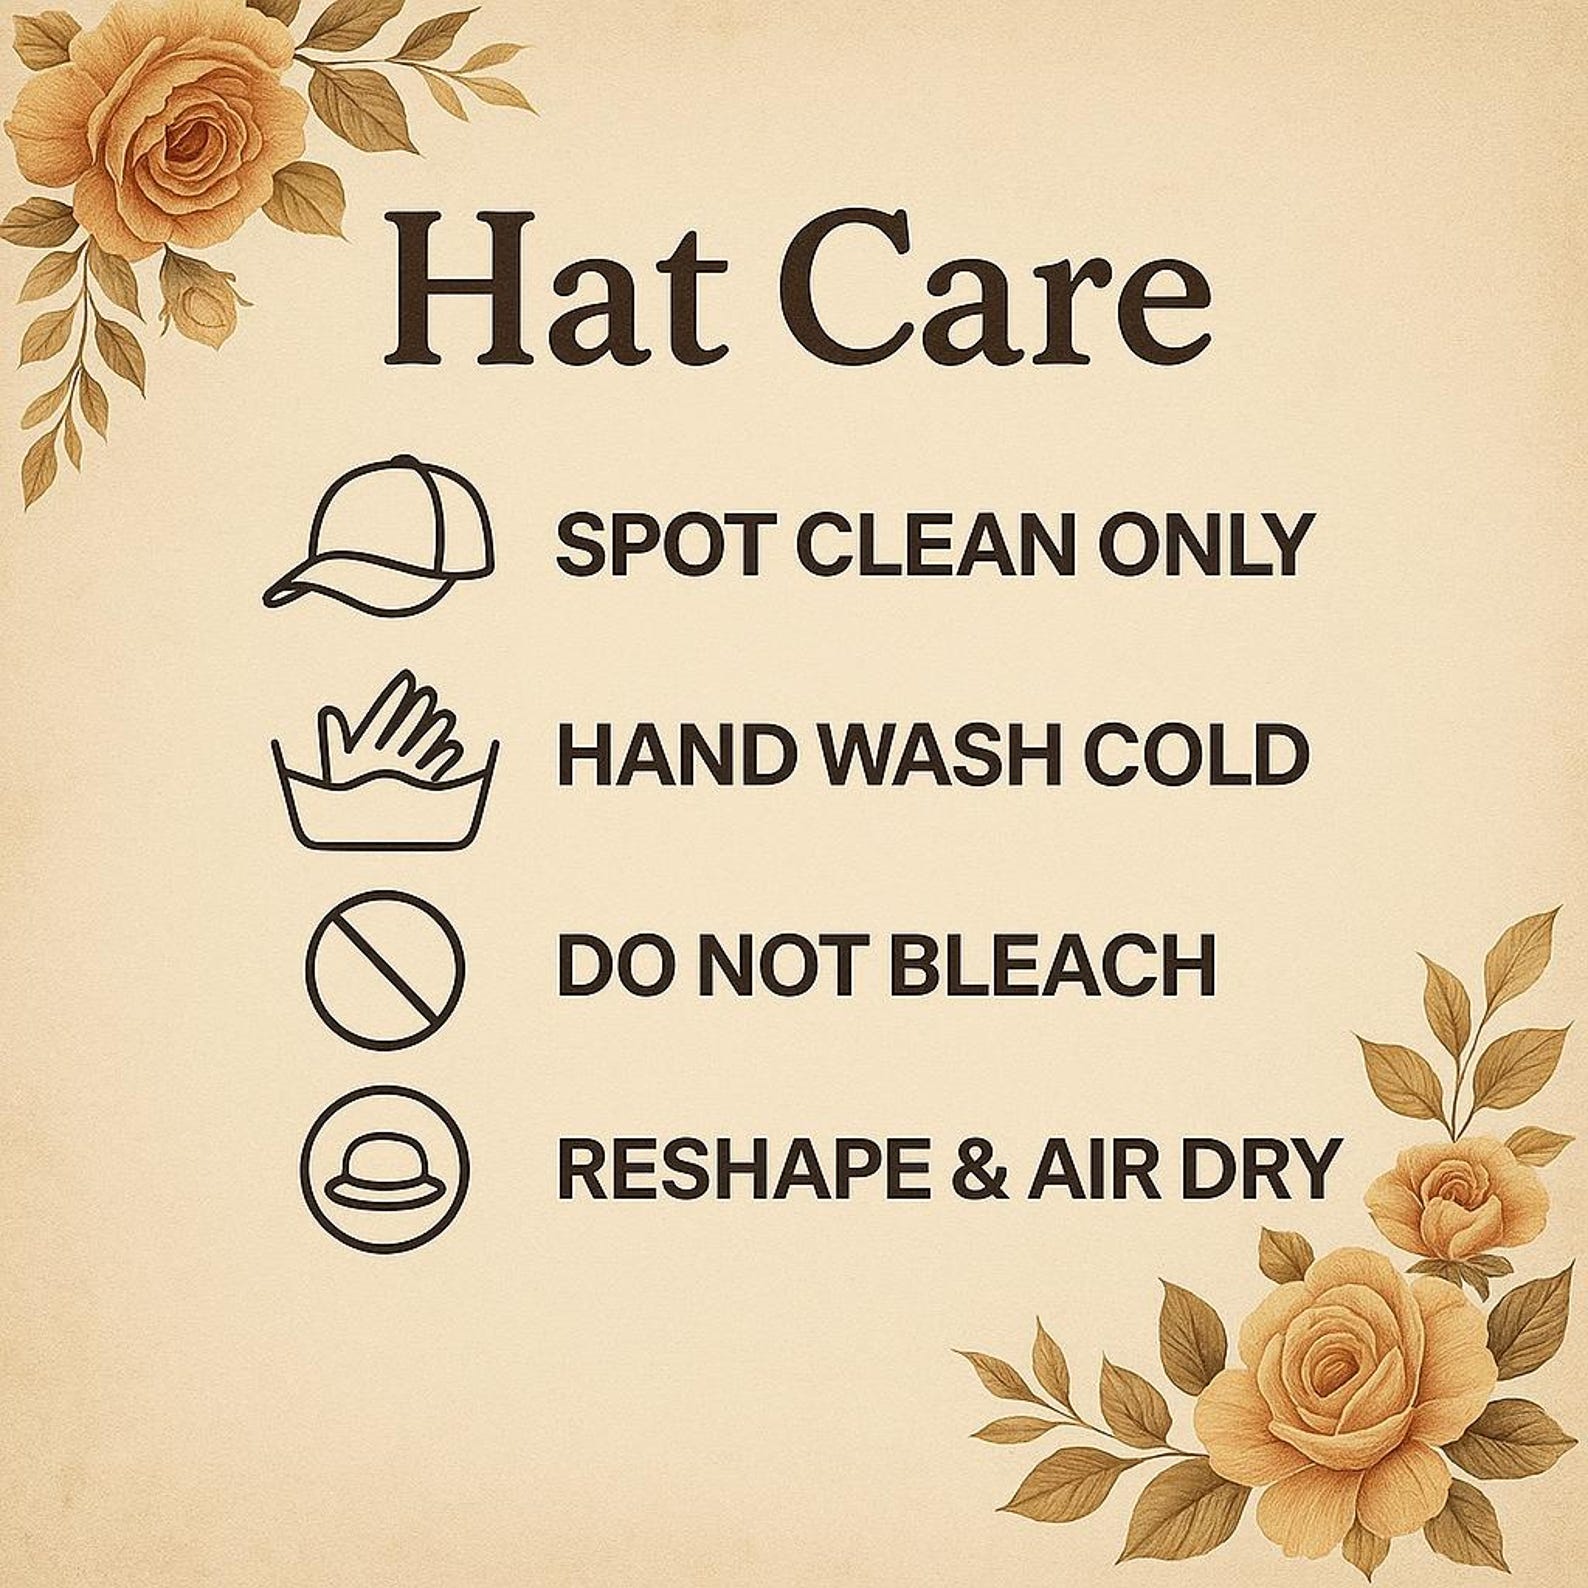 Hat Care
SPOT CLEAN ONLY
HAND WASH COLD
DO NOT BLEACH
RESHAPE & AIR DRY